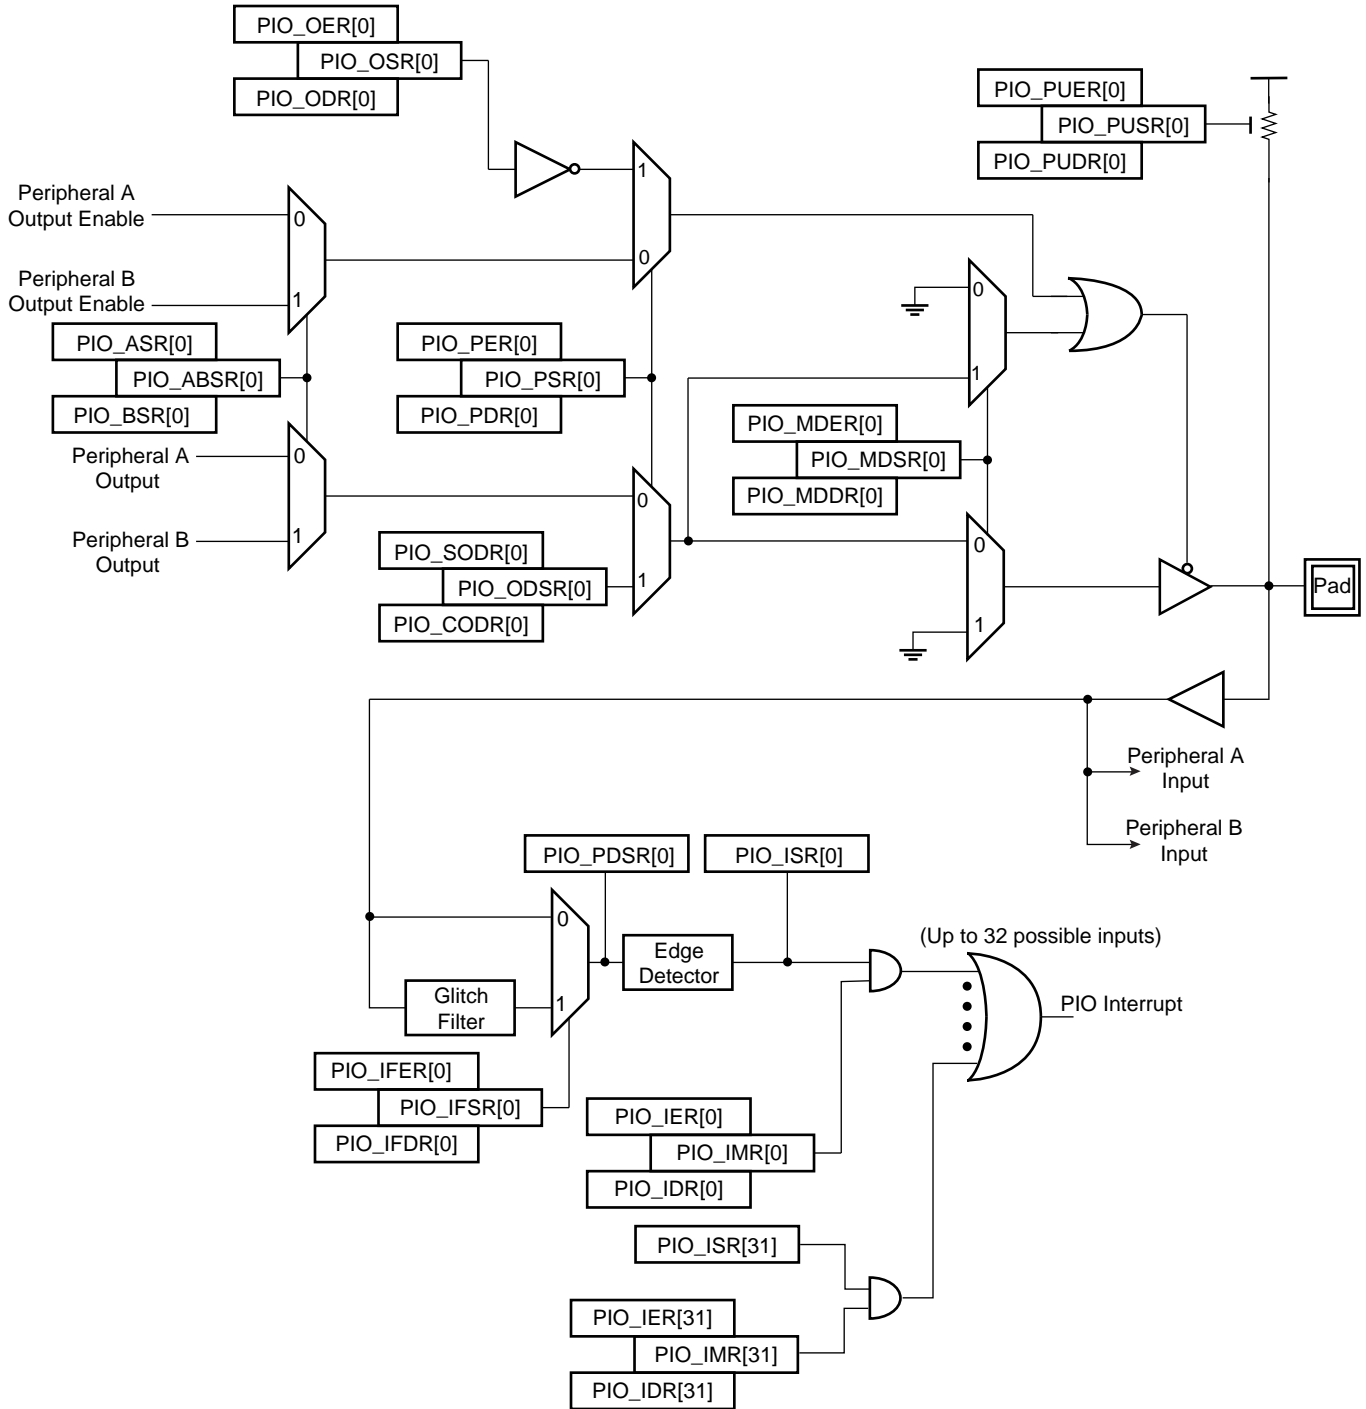 PIO_OER[0]
PIO_OSR[0]
PIO_ODR[0]
PIO_PUER[0]
PIO_PUSR[0]
PIO_PUDR[0]
1
0
Peripheral A
Output Enable
0
Peripheral B
Output Enable
1
PIO_ASR[0]
PIO_ABSR[0]
PIO_BSR[0]
PIO_PER[0]
PIO_PSR[0]
PIO_PDR[0]
0
1
PIO_MDER[0]
PIO_MDSR[0]
PIO_MDDR[0]
Peripheral A
Output
0
Peripheral B
Output
1
0
1
PIO_SODR[0]
PIO_ODSR[0]
PIO_CODR[0]
0
1
Pad
Peripheral A
Input
Peripheral B
Input
PIO_PDSR[0]
PIO_ISR[0]
0
1
Edge
Detector
Glitch
Filter
(Up to 32 possible inputs)
PIO Interrupt
PIO_IFER[0]
PIO_IFSR[0]
PIO_IFDR[0]
PIO_IER[0]
PIO_IMR[0]
PIO_IDR[0]
PIO_ISR[31]
PIO_IER[31]
PIO_IMR[31]
PIO_IDR[31]